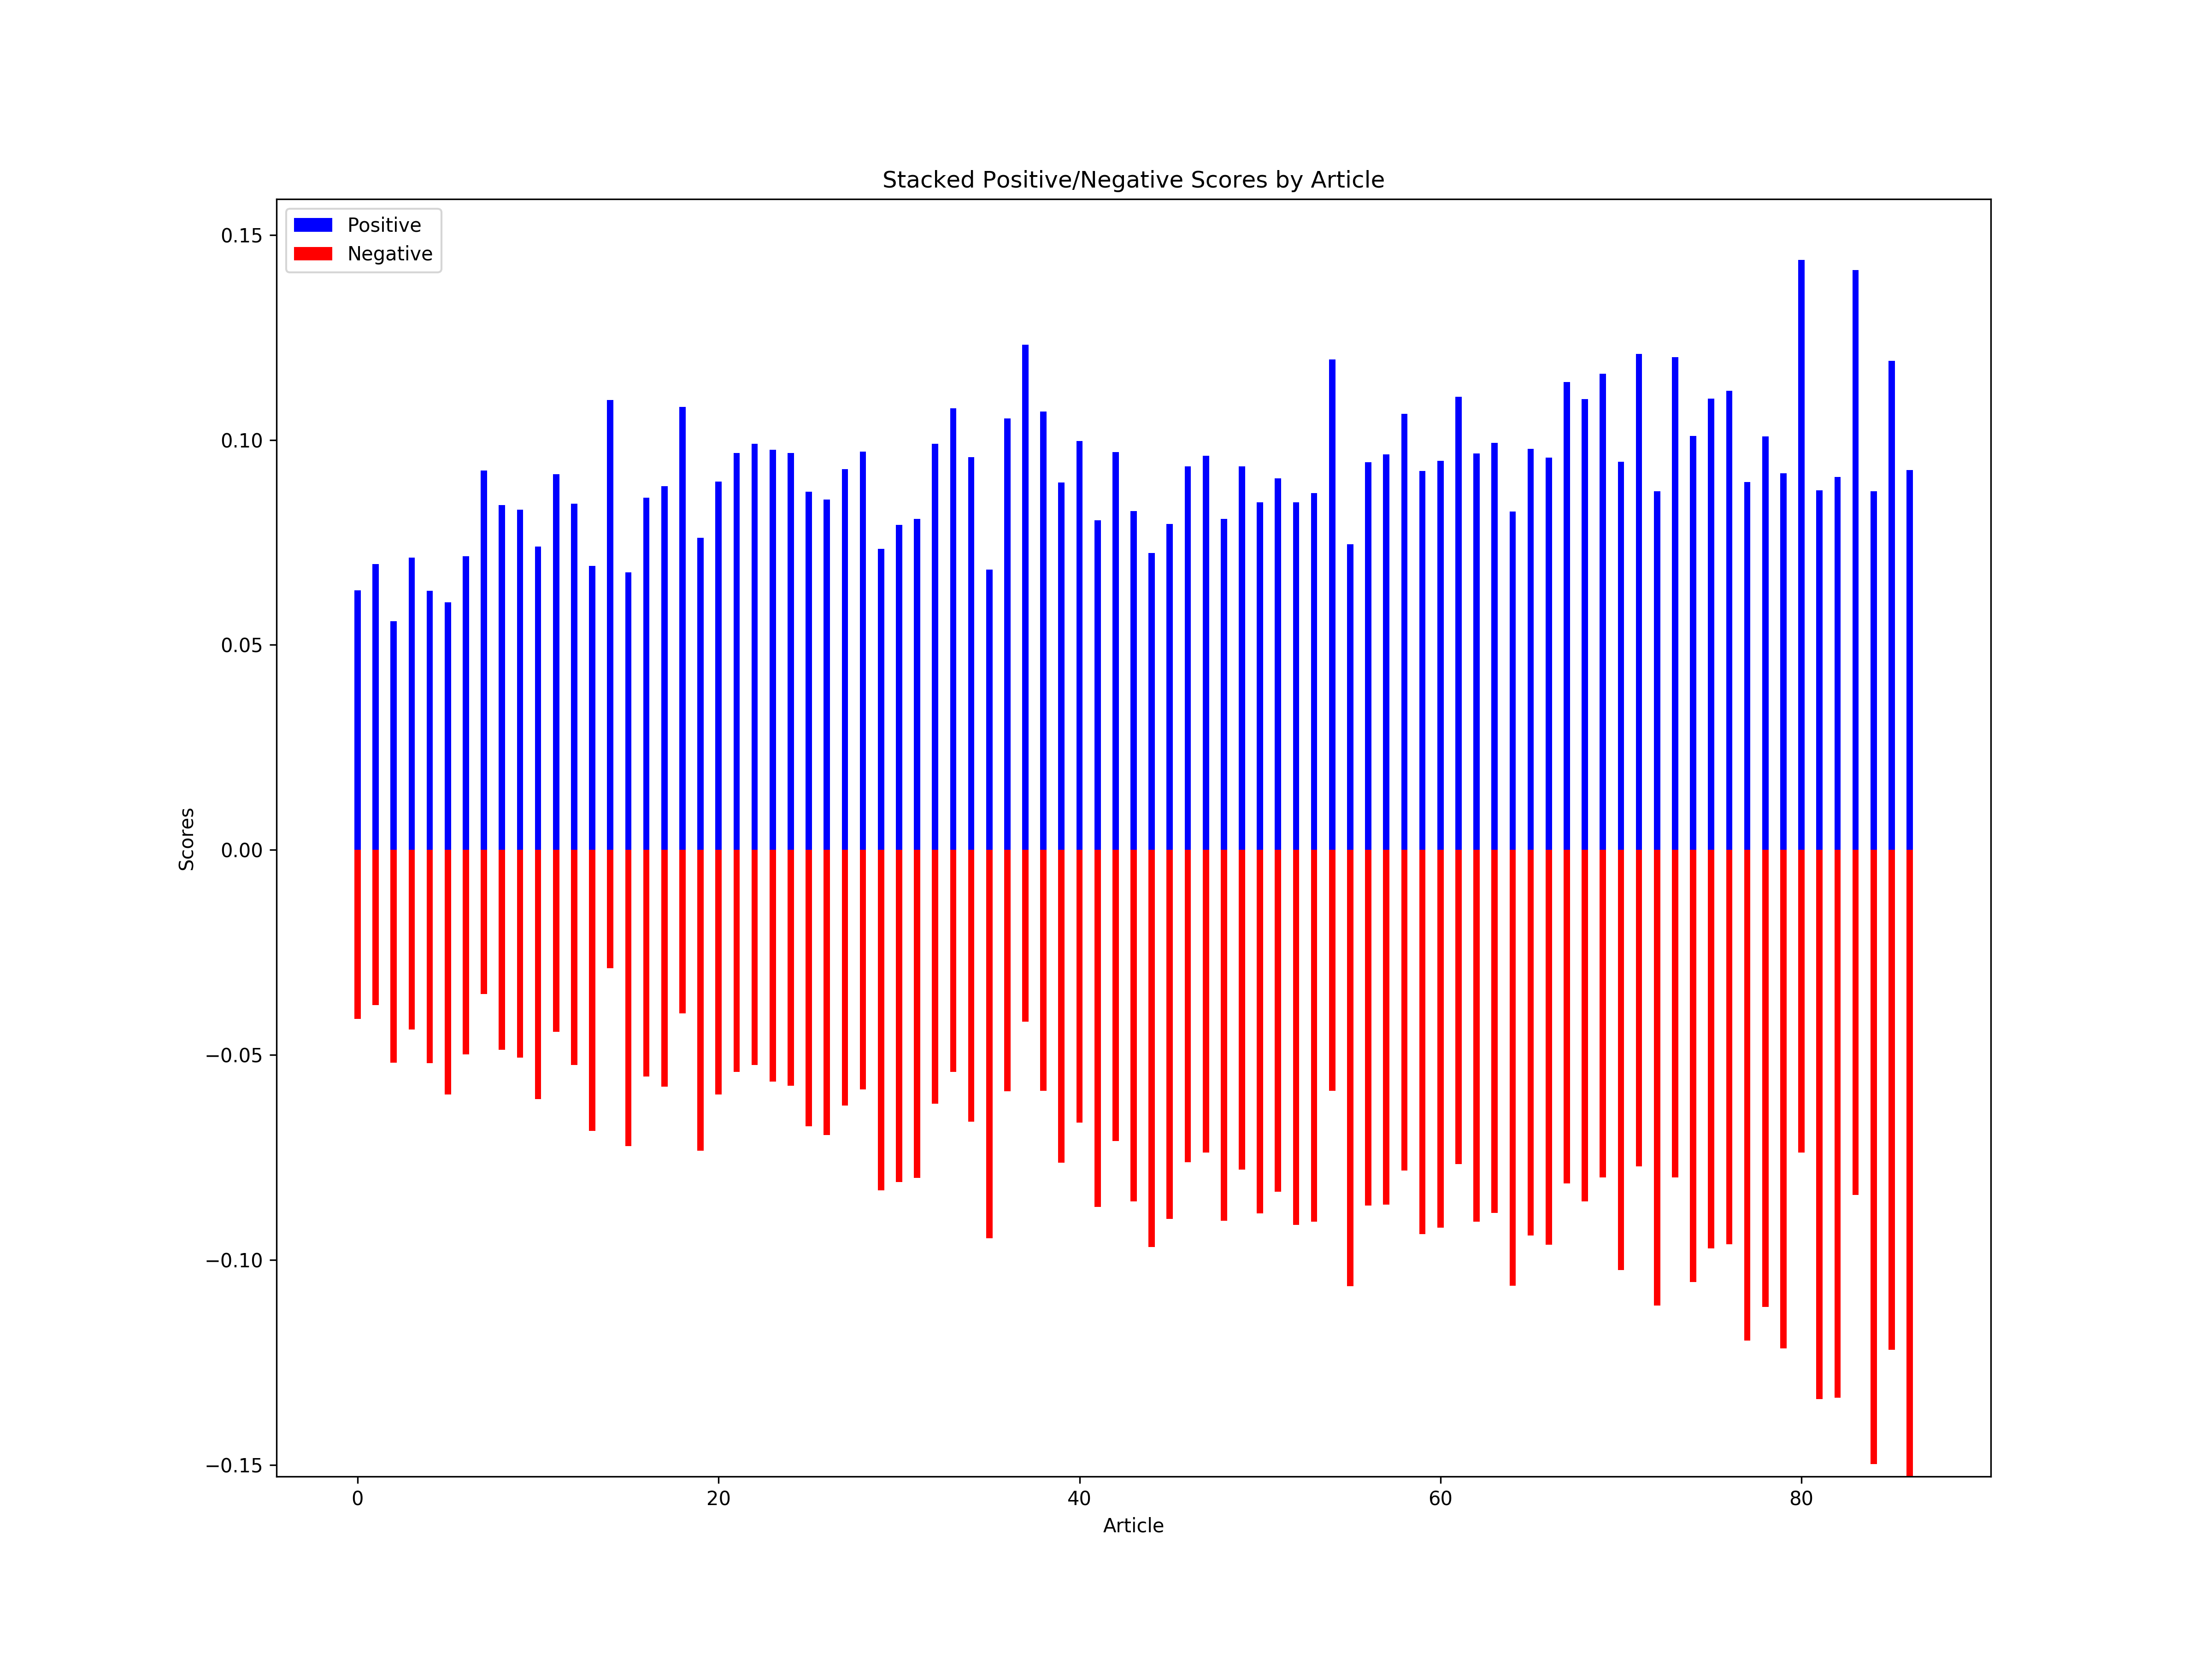 Stacked Positive/Negative Scores by Article
Positive
Negative
0.15
0.10
0.05
0.00
−0.05
−0.10
−0.15
Scores
0 20 40 60 80
Article